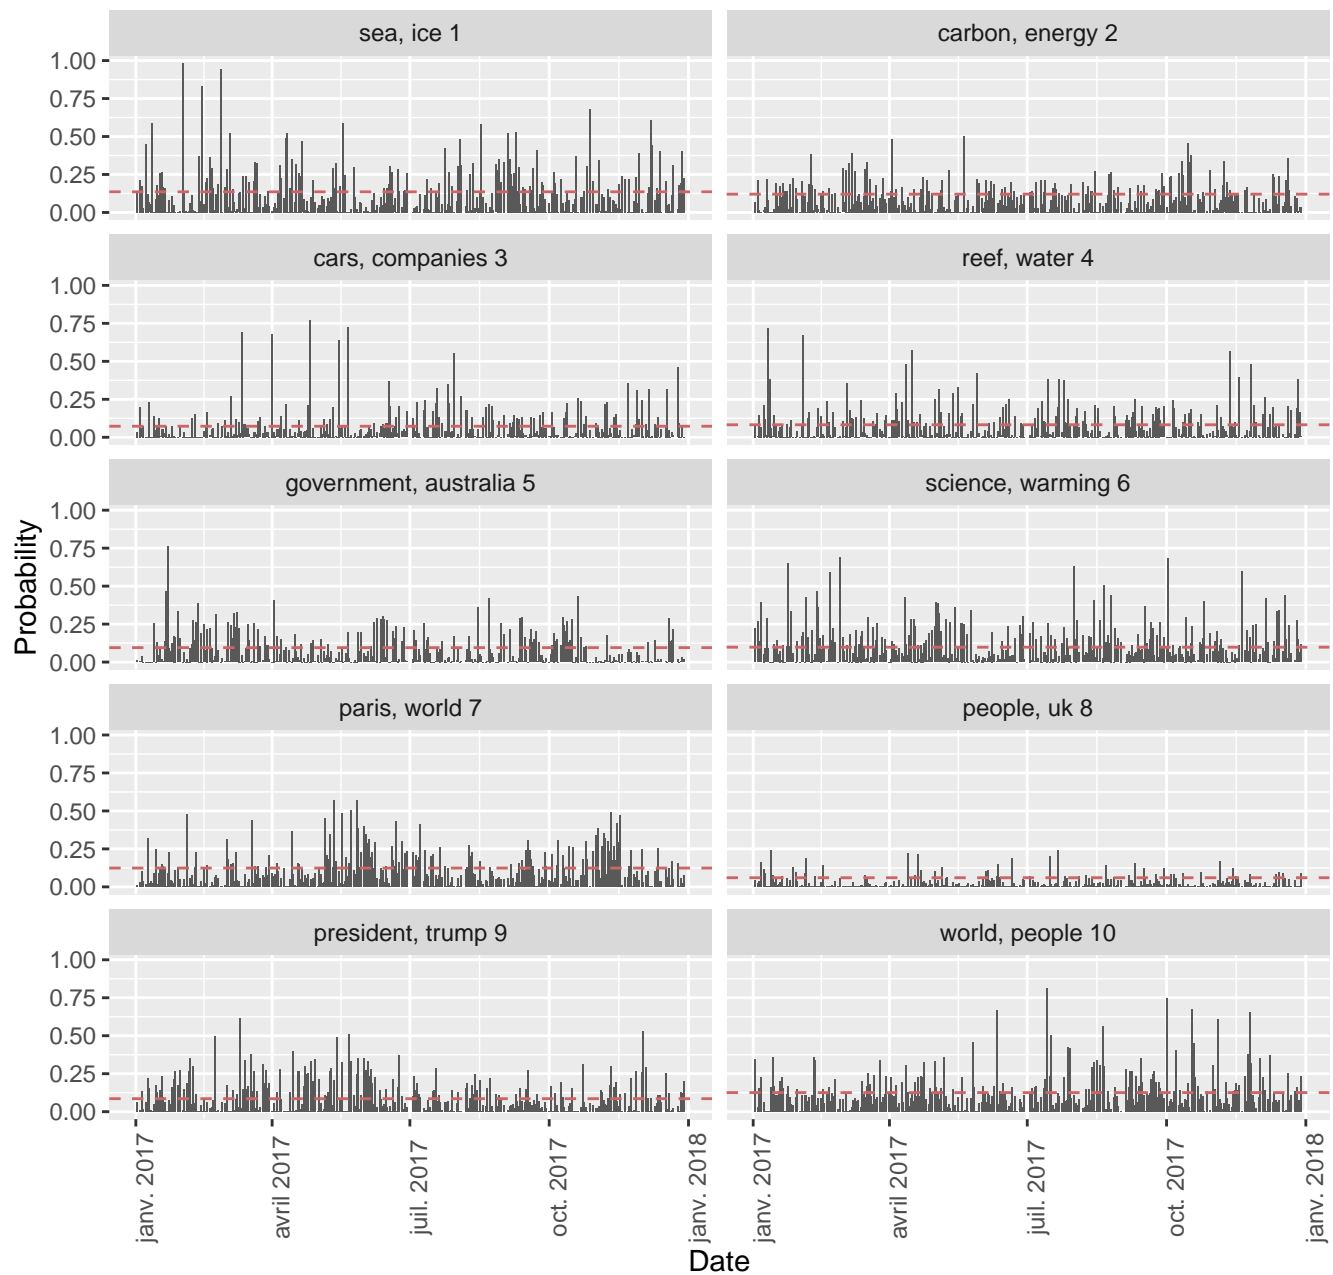 sea, ice 1
carbon, energy 2
1.00
0.75
0.50
0.25
0.00
cars, companies 3
reef, water 4
1.00
0.75
0.50
0.25
0.00
government, australia 5
science, warming 6
1.00
0.75
0.50
0.25
0.00
Probability
paris, world 7
people, uk 8
1.00
0.75
0.50
0.25
0.00
president, trump 9
world, people 10
1.00
0.75
0.50
0.25
0.00
janv. 2017
avril 2017
juil. 2017
oct. 2017
janv. 2018
janv. 2017
avril 2017
juil. 2017
oct. 2017
janv. 2018
Date